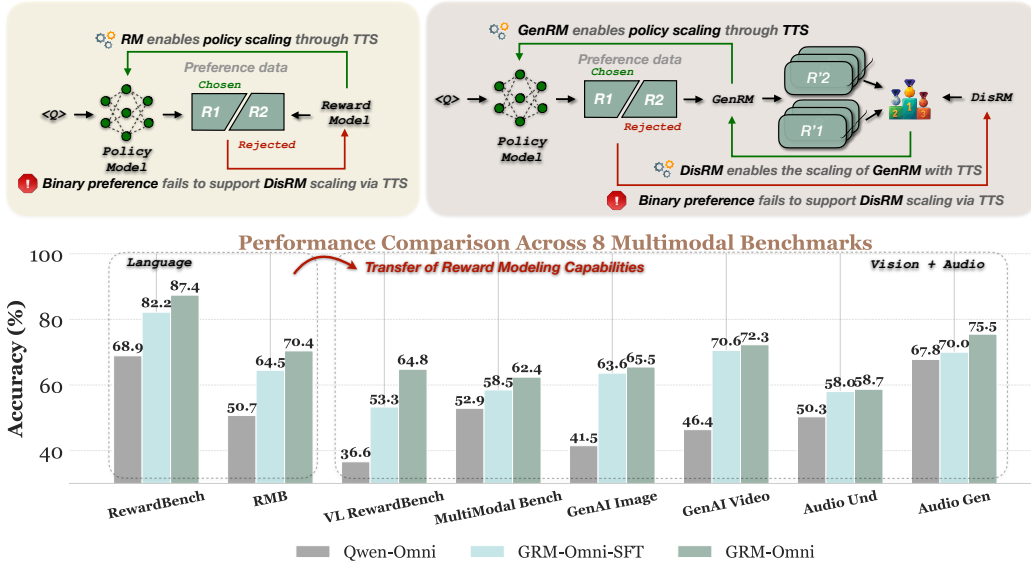 RM enables policy scaling through TTS
Preference data
Chosen
<Q>
R1
R2
Reward
Model
Policy
Model
Rejected
Binary preference fails to support DisRM scaling via TTS
GenRM enables policy scaling through TTS
Preference data
Chosen
<Q>
R1
R2
GenRM
R'2
R'1
1
2
3
DisRM
Policy
Model
Rejected
DisRM enables the scaling of GenRM with TTS
Binary preference fails to support DisRM scaling via TTS
Performance Comparison Across 8 Multimodal Benchmarks
Language
Transfer of Reward Modeling Capabilities
Vision + Audio
Accuracy (%)
100
80
60
40
68.9
82.2
87.4
50.7
64.5
70.4
36.6
53.3
64.8
52.9
58.5
62.4
41.5
63.6
65.5
46.4
70.6
72.3
50.3
58.0
58.7
67.8
70.0
75.5
RewardBench
RMB
VL RewardBench
MultiModal Bench
GenAI Image
GenAI Video
Audio Und
Audio Gen
Qwen-Omni
GRM-Omni-SFT
GRM-Omni